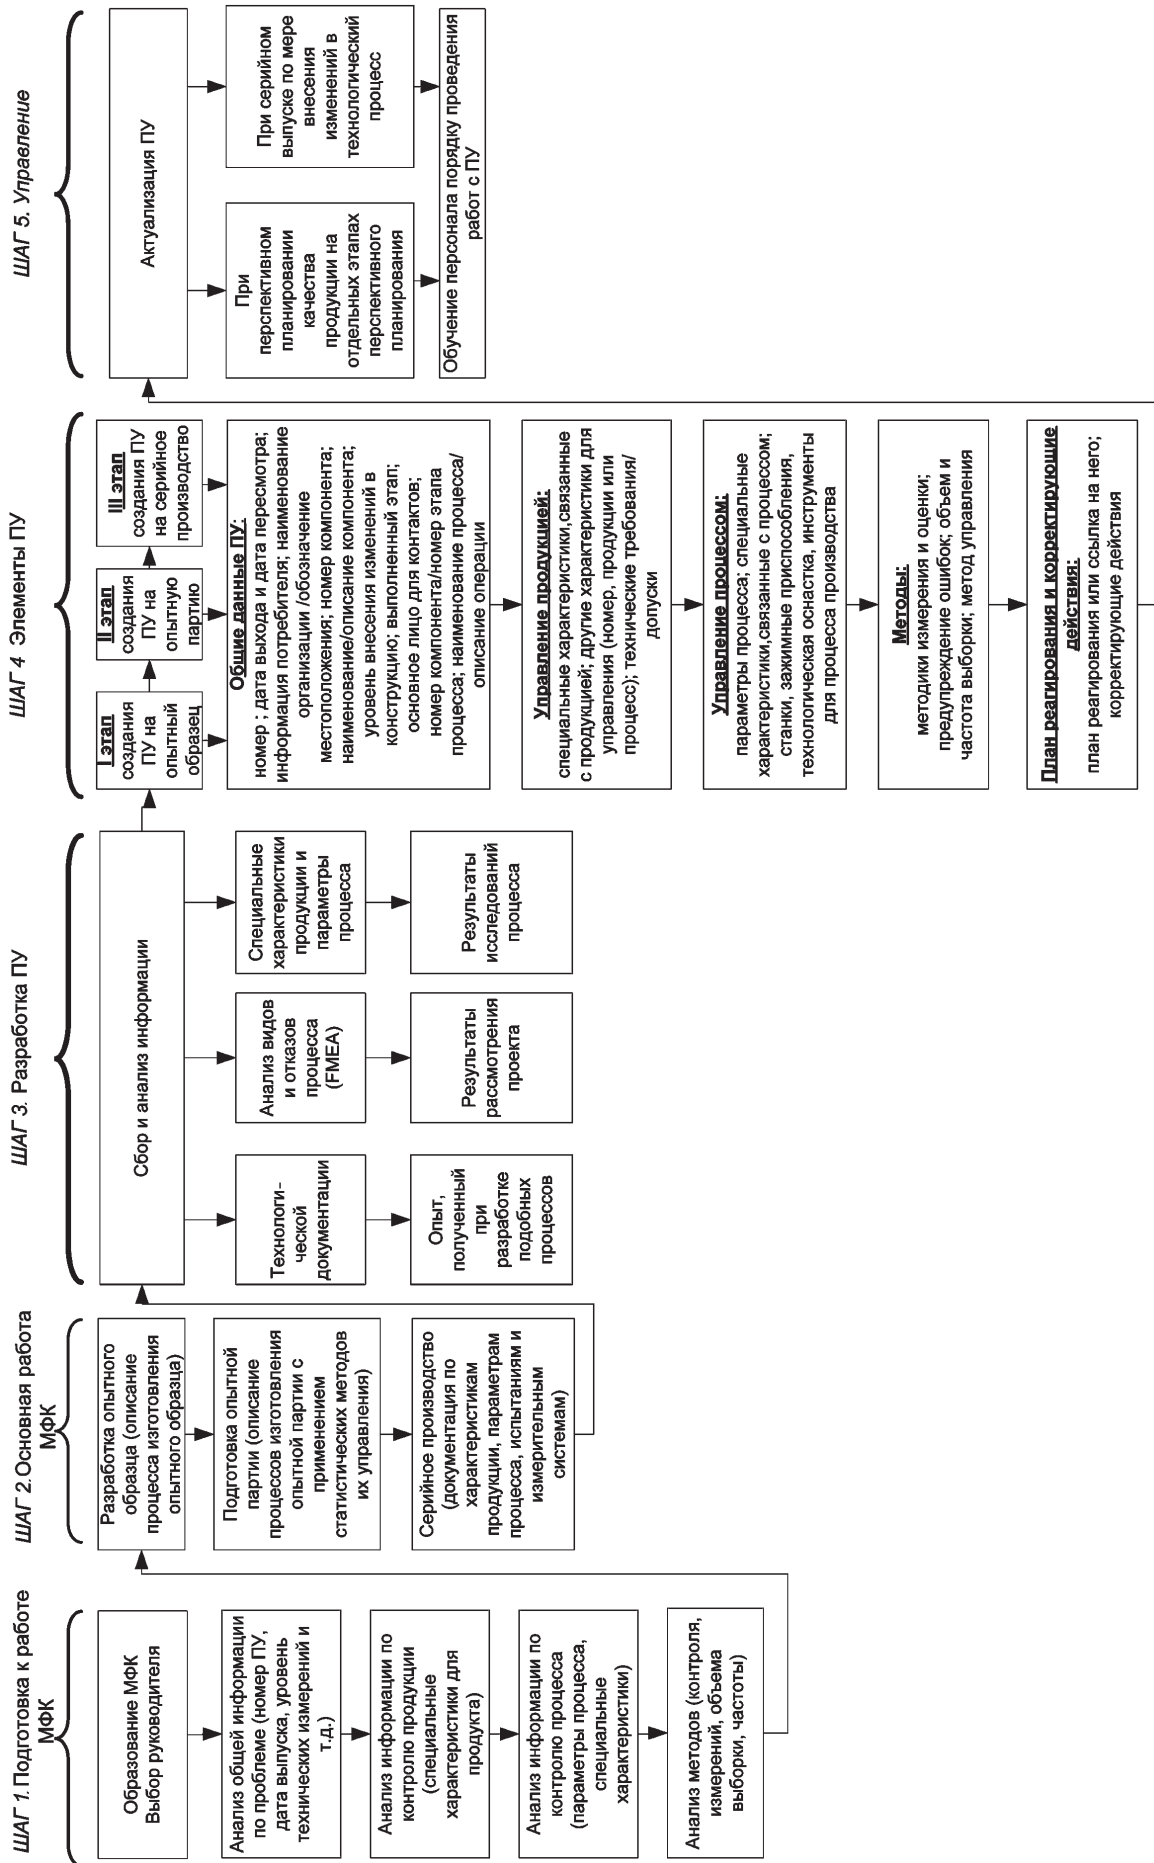 ШАГ 1.Подготовка к работе
МФК
Образование МФК
Выбор руководителя
Анализ общей информации
по проблеме (номер ПУ,
дата выпуска, уровень
технических измерений и
т.д.)
Анализ информации по
контролю продукции
(специальные
характеристики для
продукта)
Анализ информации по
контролю процесса
(параметры процесса,
специальные
характеристики)
Анализ методов (контроля,
измерений, объема
выборки, частоты)
ШАГ 2.Основная работа
МФК
Разработка опытного
образца (описание
процесса изготовления
опытного образца)
Подготовка опытной
партии (описание
процессов изготовления
опытной партии с
применением
статистических методов
их управления)
Серийное производство
(документация по
характеристикам
продукции, параметрам
процесса, испытаниям и
измерительным
системам)
ШАГ 3. Разработка ПУ
Сбор и анализ информации
Технологи-
ческой
документации
Опыт,
полученный
при
разработке
подобных
процессов
Анализ видов
и отказов
процесса
(FMEA)
Результаты
рассмотрения
проекта
Специальные
характеристики
продукции и
параметры
процесса
Результаты
исследований
процесса
ШАГ 4 Элементы ПУ
I этап
создания
ПУ на
опытный
образец
II этап
создания
ПУ на
опытную
партию
III этап
создания ПУ
на серийное
производство
Общие данные ПУ:
номер ; дата выхода и дата пересмотра;
информация потребителя; наименование
организации /обозначение
местоположения; номер компонента;
наименование/описание компонента;
уровень внесения изменений в
конструкцию; выполненный этап;
основное лицо для контактов;
номер компонента/номер этапа
процесса; наименование процесса/
описание операции
Управление продукцией:
специальные характеристики,связанные
с продукцией; другие характеристики для
управления (номер, продукции или
процесс); технические требования/
допуски
Управление процессом:
параметры процесса; специальные
характеристики,связанные с процессом;
станки, зажимные приспособления,
технологическая оснастка, инструменты
для процесса производства
Методы:
методики измерения и оценки;
предупреждение ошибок; объем и
частота выборки; метод управления
План реагирования и корректирующие
действия:
план реагирования или ссылка на него;
корректирующие действия
ШАГ 5. Управление
Актуализация ПУ
При
перспективном
планировании
качества
продукции на
отдельных этапах
перспективного
планирования
При серийном
выпуске по мере
внесения
изменений в
технологический
процесс
Обучение персонала порядку проведения
работ с ПУ